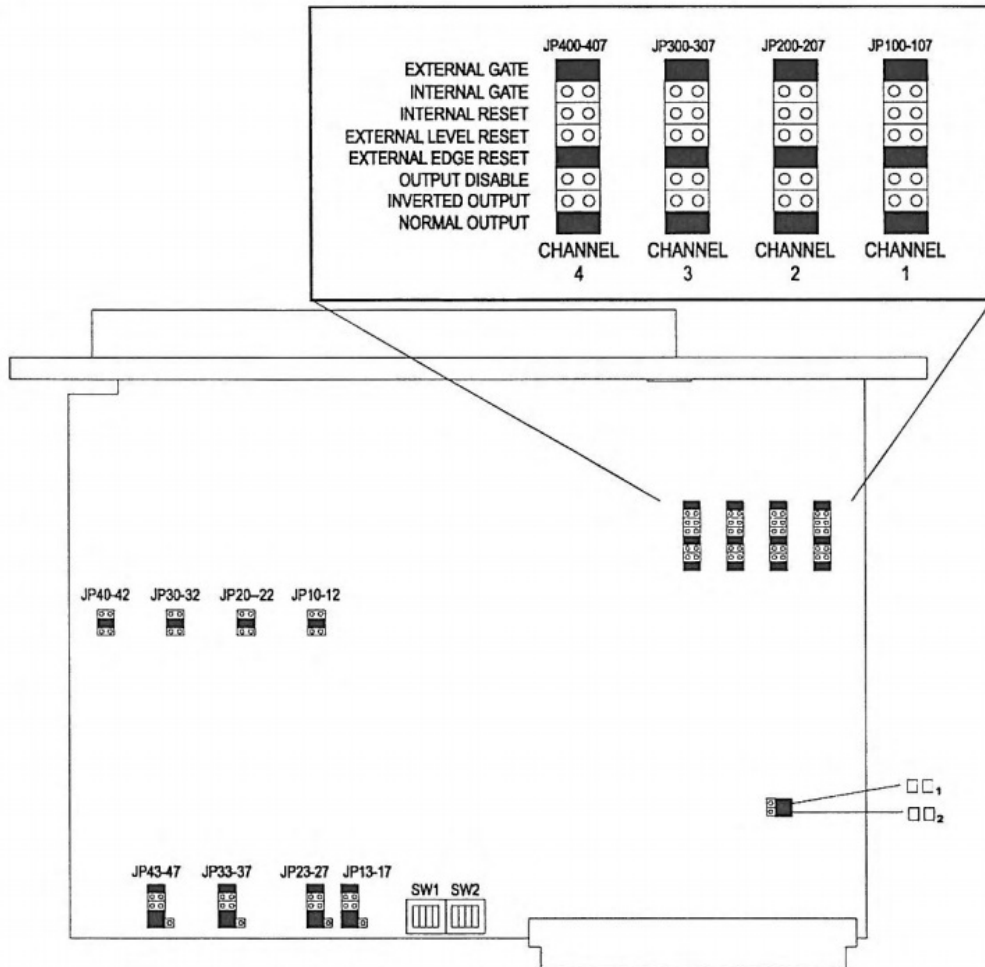 JP400-407 JP300-307 JP200-207 JP100-107
EXTERNAL GATE
INTERNAL GATE
INTERNAL RESET
EXTERNAL LEVEL RESET
EXTERNAL EDGE RESET
OUTPUT DISABLE
INVERTED OUTPUT
NORMAL OUTPUT
CHANNEL 4
CHANNEL 3
CHANNEL 2
CHANNEL 1
JP40-42 JP30-32 JP20–22 JP10-12
1
2
JP43-47 JP33-37 JP23-27 JP13-17
SW1 SW2